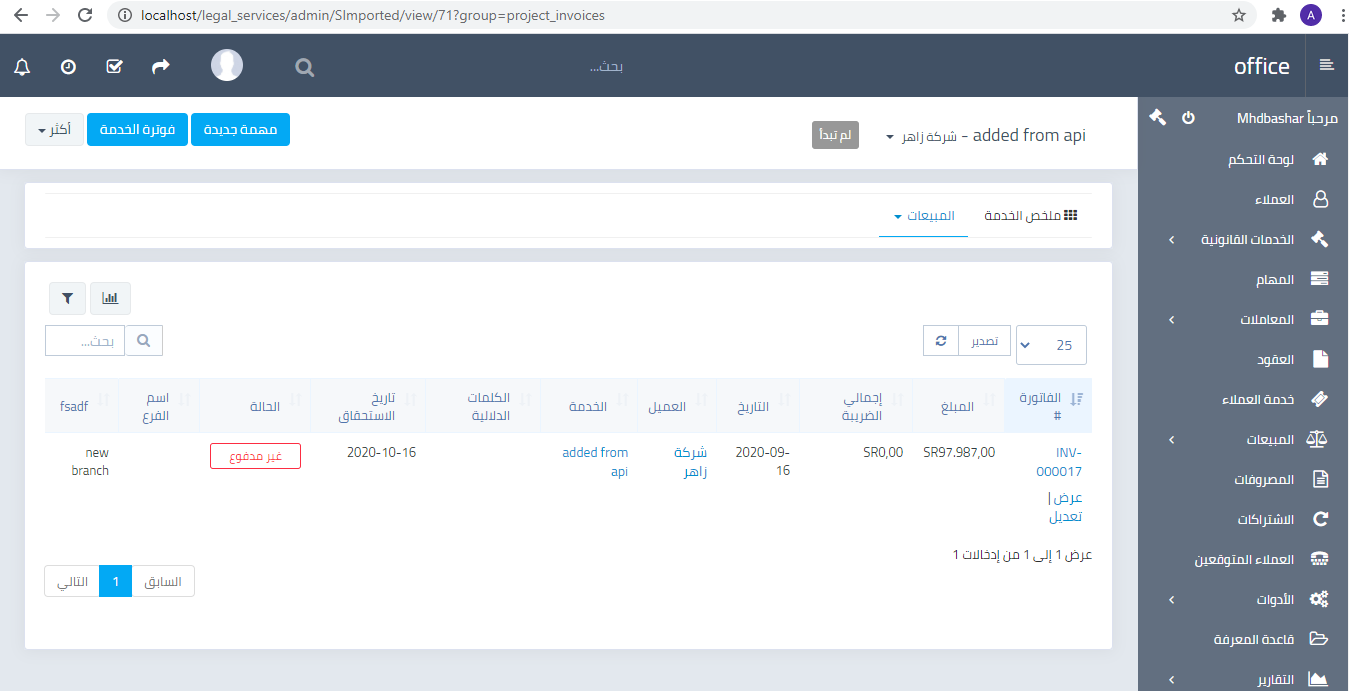 localhost/legal_services/admin/SImported/view/71?group=project_invoices
A
office
بحث...
مرحباً Mhdbashar
لوحة التحكم
العملاء
الخدمات القانونية
المهام
المعاملات
العقود
خدمة العملاء
المبيعات
المصروفات
الاشتراكات
العملاء المتوقعين
الأدوات
قاعدة المعرفة
التقارير
added from api - شركة زاهر
لم تبدأ
مهمة جديدة
فوترة الخدمة
أكثر
ملخص الخدمة
المبيعات
25
تصدير
بحث...
الفاتورة
#
المبلغ
إجمالي
الضريبة
التاريخ
العميل
الخدمة
الكلمات
الدلالية
تاريخ
الاستحقاق
الحالة
اسم
الفرع
fsadf
INV-
000017
عرض |
تعديل
SR97.987,00
SR0,00
2020-09-
16
شركة
زاهر
added from
api
2020-10-16
غير مدفوع
new
branch
عرض 1 إلى 1 من إدخالات 1
السابق
1
التالي